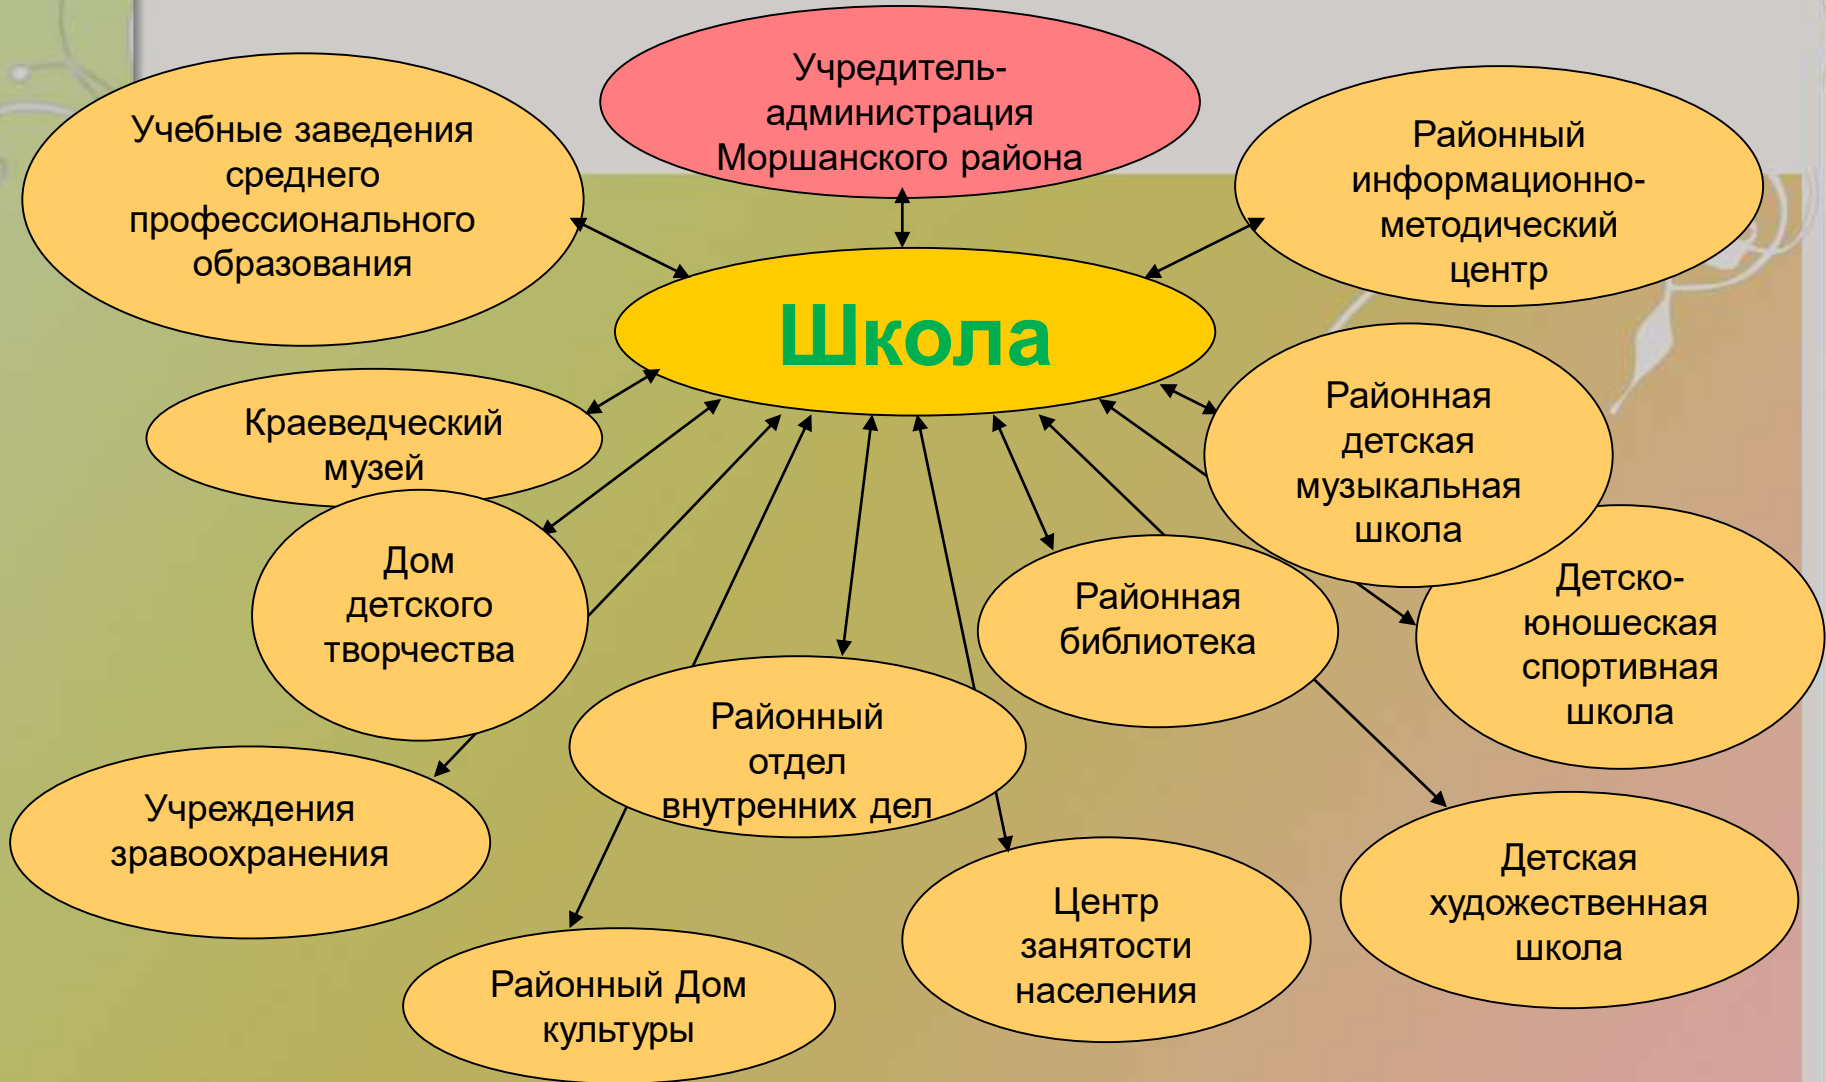 Учредитель-
администрация
Моршанского района
Учебные заведения
среднего
профессионального
образования
Районный
информационно-
методический
центр
Школа
Краеведческий
музей
Районная
детская
музыкальная
школа
Дом
детского
творчества
Районная
библиотека
Детско-
юношеская
спортивная
школа
Районный
отдел
внутренних дел
Учреждения
зравоохранения
Центр
занятости
населения
Детская
художественная
школа
Районный Дом
культуры